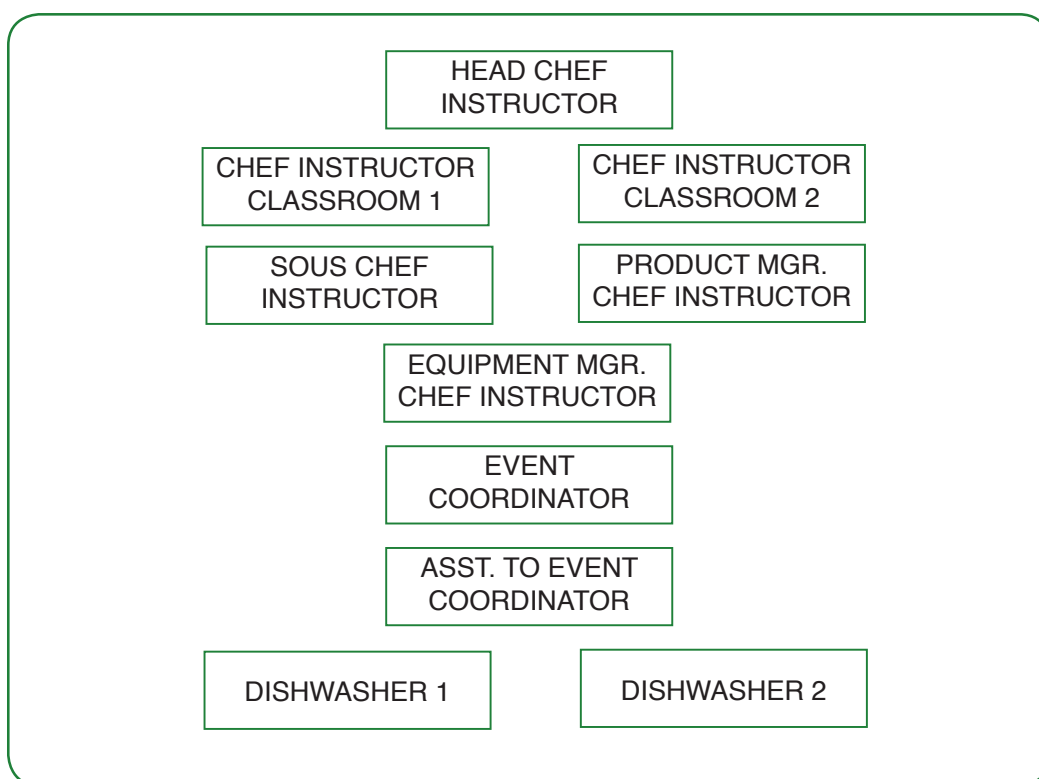 HEAD CHEF
INSTRUCTOR
CHEF INSTRUCTOR
CLASSROOM 1
CHEF INSTRUCTOR
CLASSROOM 2
SOUS CHEF
INSTRUCTOR
PRODUCT MGR.
CHEF INSTRUCTOR
EQUIPMENT MGR.
CHEF INSTRUCTOR
EVENT
COORDINATOR
ASST. TO EVENT
COORDINATOR
DISHWASHER 1
DISHWASHER 2